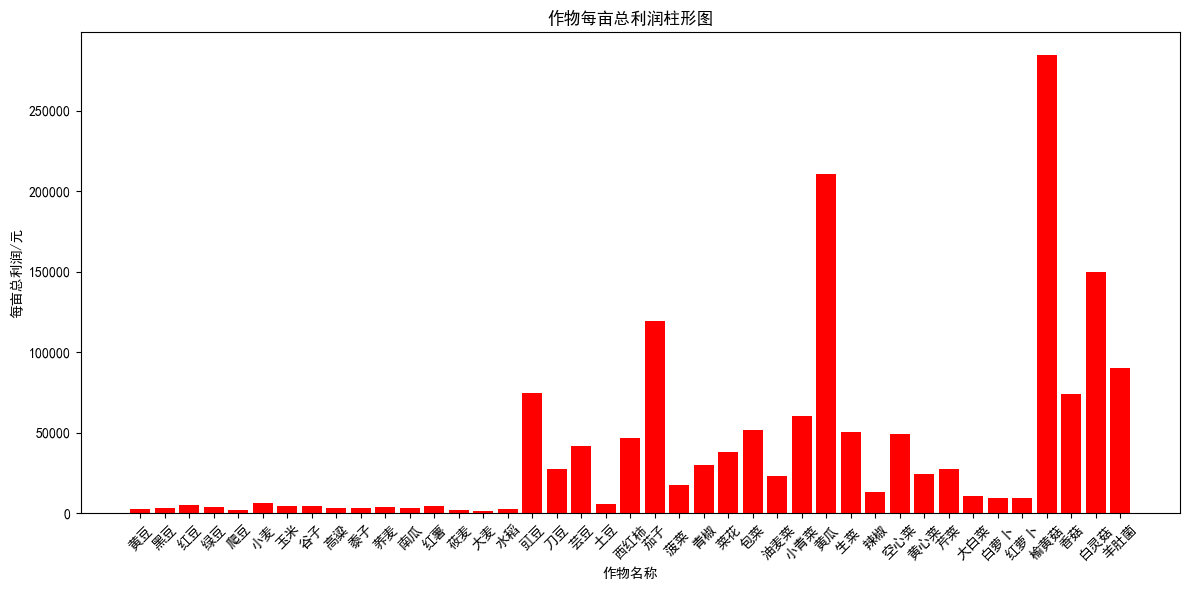 作物每亩总利润柱形图
每亩总利润/元
250000
200000
150000
100000
50000
0
黄豆 黑豆 红豆 绿豆 爬豆 小麦 玉米 谷子 高粱 黍子 荞麦 南瓜 红薯 莜麦 大麦 水稻 豇豆 刀豆 芸豆 土豆 西红柿 茄子 菠菜 青椒 菜花 包菜 油麦菜 小青菜 黄瓜 生菜 辣椒 空心菜 黄心菜 芹菜 大白菜 白萝卜 红萝卜 榆黄菇 香菇 白灵菇 羊肚菌
作物名称